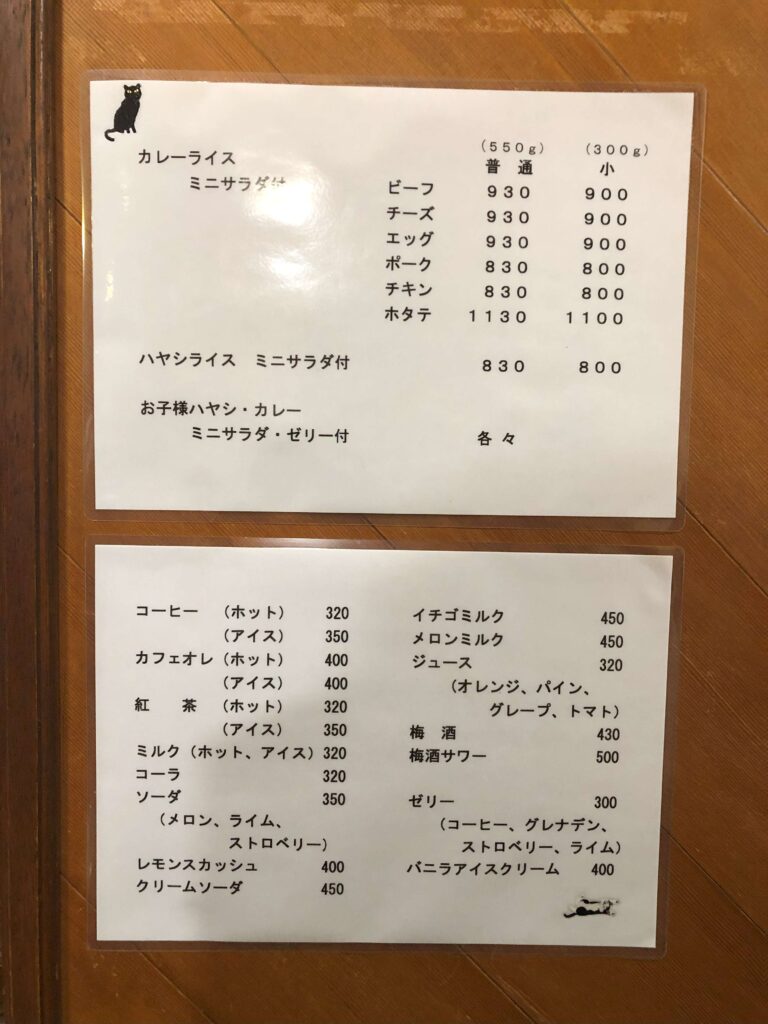 （５５０ｇ）　（３００ｇ）
カレーライス　普　通　小
ミニサラダ付　ビーフ　９３０　９００
チーズ　９３０　９００
エッグ　９３０　９００
ポーク　８３０　８００
チキン　８３０　８００
ホタテ　１１３０　１１００
ハヤシライス　ミニサラダ付　８３０　８００
お子様ハヤシ・カレー
ミニサラダ・ゼリー付　各々
コーヒー　（ホット）　320
（アイス）　350
カフェオレ（ホット）　400
（アイス）　400
紅　　茶　（ホット）　320
（アイス）　350
ミルク（ホット、アイス）320
コーラ　320
ソーダ　350
（メロン、ライム、
ストロベリー）
レモンスカッシュ　400
クリームソーダ　450
イチゴミルク　450
メロンミルク　450
ジュース　320
（オレンジ、パイン、
グレープ、トマト）
梅　酒　430
梅酒サワー　500
ゼリー　300
（コーヒー、グレナデン、
ストロベリー、ライム）
バニラアイスクリーム　400